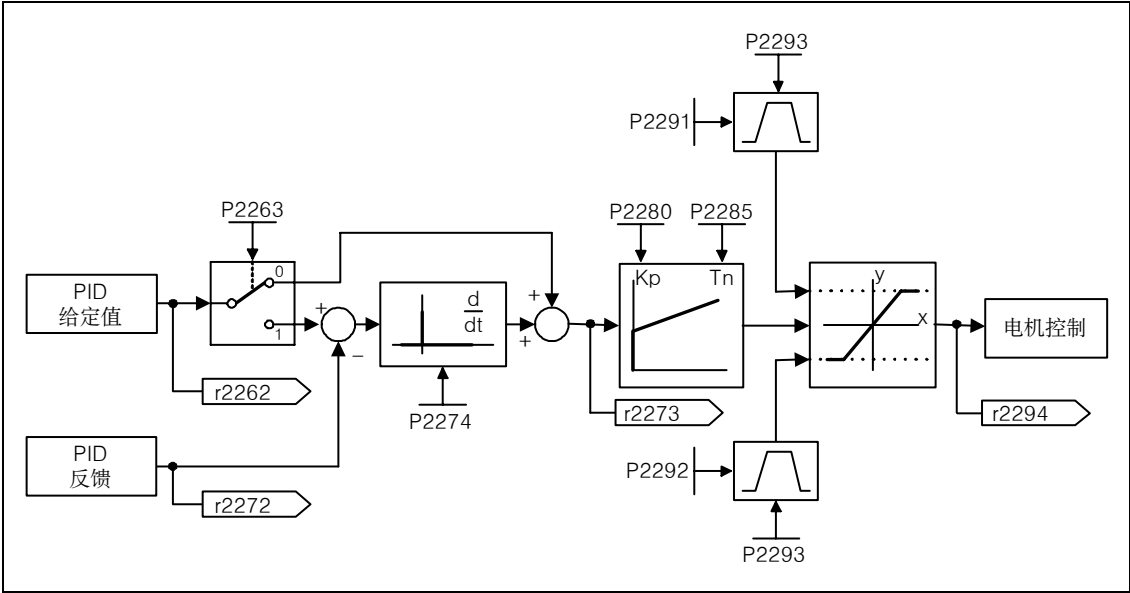 P2293
P2291
P2263
P2280
P2285
PID
给定值
0
1
+
−
d
dt
+
+
Kp
Tn
y
x
电机控制
r2262
P2274
r2273
r2294
PID
反馈
P2292
r2272
P2293